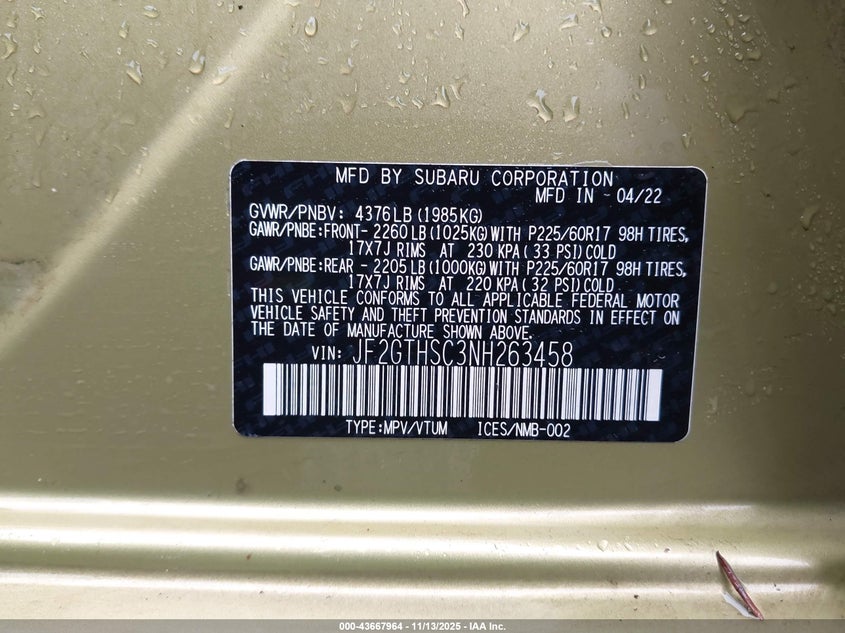 MFD BY SUBARU CORPORATION
MFD IN - 04/22
GVWR/PNBV: 4376LB(1985KG)
GAWR/PNBE:FRONT- 2260LB(1025KG)WITH P225/60R17 98H TIRES,
17X7J RIMS AT 230 KPA( 33 PSI)COLD
GAWR/PNBE:REAR - 2205LB(1000KG)WITH P225/60R17 98H TIRES,
17X7J RIMS AT 220 KPA( 32 PSI)COLD
THIS VEHICLE CONFORMS TO ALL APPLICABLE FEDERAL MOTOR
VEHICLE SAFETY AND THEFT PREVENTION STANDARDS IN EFFECT ON
THE DATE OF MANUFACTURE SHOWN ABOVE.
VIN: JF2GTHSC3NH263458
TYPE:MPV/VTUM ICES/NMB-002
000-43667964 - 11/13/2025 - IAA Inc.